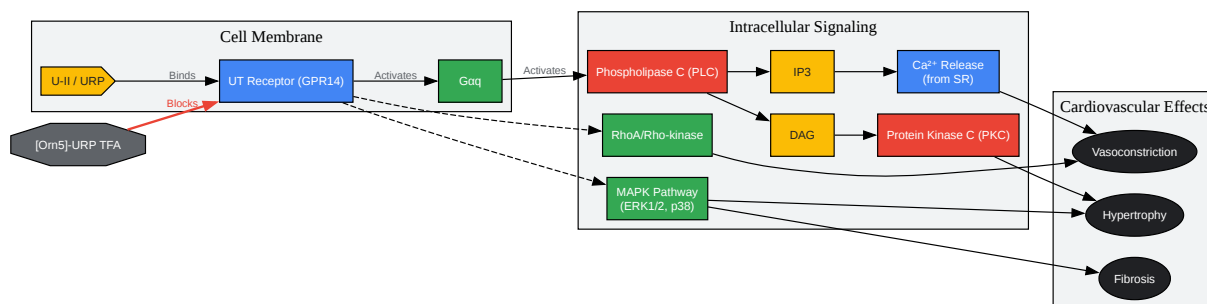 Cell Membrane
U-II / URP
Binds
UT Receptor (GPR14)
Activates
Gαq
Activates
Blocks
[Orn5]-URP TFA
Intracellular Signaling
Phospholipase C (PLC)
IP3
Ca²⁺ Release
(from SR)
RhoA/Rho-kinase
DAG
Protein Kinase C (PKC)
MAPK Pathway
(ERK1/2, p38)
Cardiovascular Effects
Vasoconstriction
Hypertrophy
Fibrosis